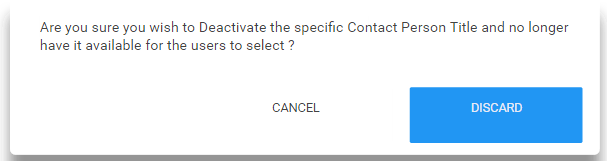 Are you sure you wish to Deactivate the specific Contact Person Title and no longer
have it available for the users to select ?
CANCEL
DISCARD